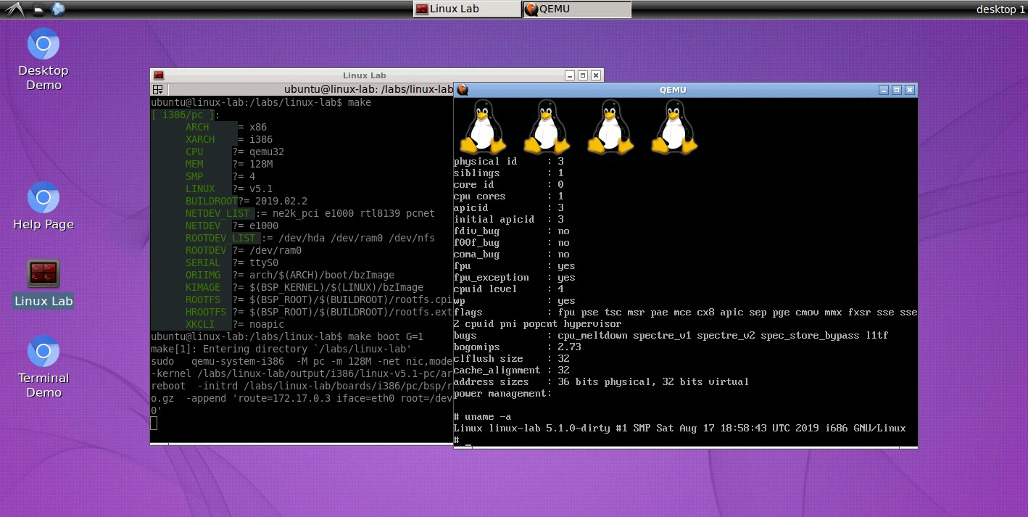 Linux Lab
QEMU
desktop 1
Desktop
Demo
Help Page
Linux Lab
Terminal
Demo
Linux Lab
ubuntu@linux-lab: /labs/linux-lab
ubuntu@linux-lab:/labs/linux-lab$ make
[ i386/pc ]:
ARCH = x86
XARCH = i386
CPU ?= qemu32
MEM ?= 128M
SMP ?= 4
LINUX ?= v5.1
BUILDROOT?= 2019.02.2
NETDEV_LIST := ne2k_pci e1000 rtl8139 pcnet
NETDEV ?= e1000
ROOTDEV_LIST := /dev/hda /dev/ram0 /dev/nfs
ROOTDEV ?= /dev/ram0
SERIAL ?= ttyS0
ORIIMG ?= arch/$(ARCH)/boot/bzImage
KIMAGE ?= $(BSP_KERNEL)/$(LINUX)/bzImage
ROOTFS ?= $(BSP_ROOT)/$(BUILDROOT)/rootfs.cpi
HROOTFS ?= $(BSP_ROOT)/$(BUILDROOT)/rootfs.ext
XKCLI ?= noapic
ubuntu@linux-lab:/labs/linux-lab$ make boot G=1
make[1]: Entering directory `/labs/linux-lab'
sudo qemu-system-i386 -M pc -m 128M -net nic,mode
-kernel /labs/linux-lab/output/i386/linux-v5.1-pc/ar
reboot -initrd /labs/linux-lab/boards/i386/pc/bsp/r
o.gz -append 'route=172.17.0.3 iface=eth0 root=/dev
0'
QEMU
physical id : 3
siblings : 1
core id : 0
cpu cores : 1
apicid : 3
initial apicid : 3
fdiv_bug : no
f00f_bug : no
coma_bug : no
fpu : yes
fpu_exception : yes
cpuid level : 4
wp : yes
flags : fpu pse tsc msr pae mce cx8 apic sep pge cmov mmx fxsr sse sse
2 cpuid pni popcnt hypervisor
bugs : cpu_meltdown spectre_v1 spectre_v2 spec_store_bypass l1tf
bogomips : 2.73
clflush size : 32
cache_alignment : 32
address sizes : 36 bits physical, 32 bits virtual
power management:
# uname -a
Linux linux-lab 5.1.0-dirty #1 SMP Sat Aug 17 18:58:43 UTC 2019 i686 GNU/Linux
# _